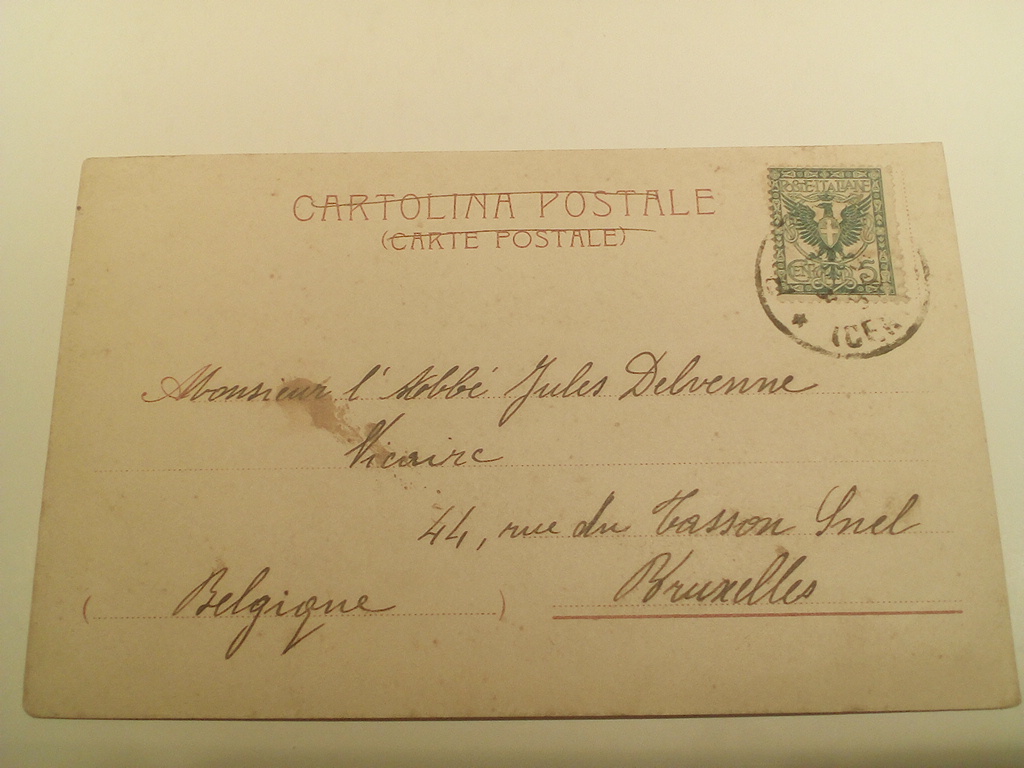 CARTOLINA POSTALE
(CARTE POSTALE)
POSTE ITALIANE
CENT. 5
Monsieur l'Abbé Jules Delvenne
Vicaire
44, rue du Tasson Snel
Bruxelles
(Belgique)